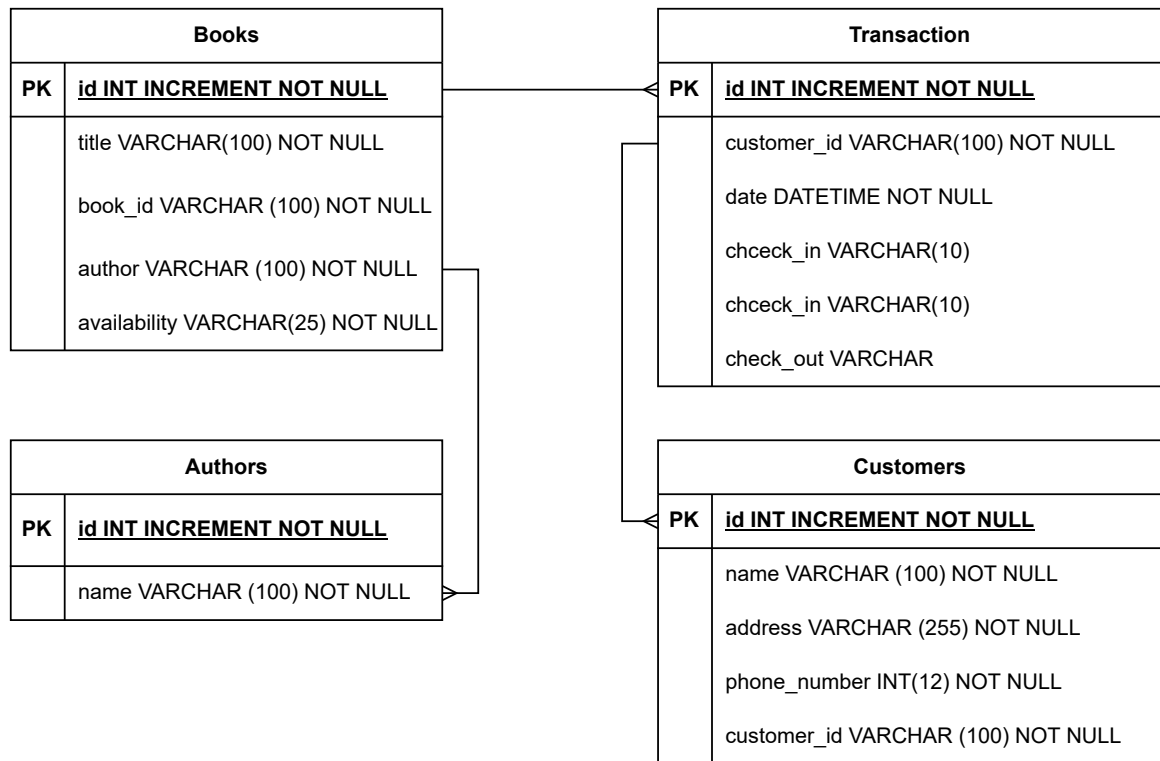 Books
PK id INT INCREMENT NOT NULL
title VARCHAR(100) NOT NULL
book_id VARCHAR (100) NOT NULL
author VARCHAR (100) NOT NULL
availability VARCHAR(25) NOT NULL
Transaction
PK id INT INCREMENT NOT NULL
customer_id VARCHAR(100) NOT NULL
date DATETIME NOT NULL
chceck_in VARCHAR(10)
chceck_in VARCHAR(10)
check_out VARCHAR
Authors
PK id INT INCREMENT NOT NULL
name VARCHAR (100) NOT NULL
Customers
PK id INT INCREMENT NOT NULL
name VARCHAR (100) NOT NULL
address VARCHAR (255) NOT NULL
phone_number INT(12) NOT NULL
customer_id VARCHAR (100) NOT NULL